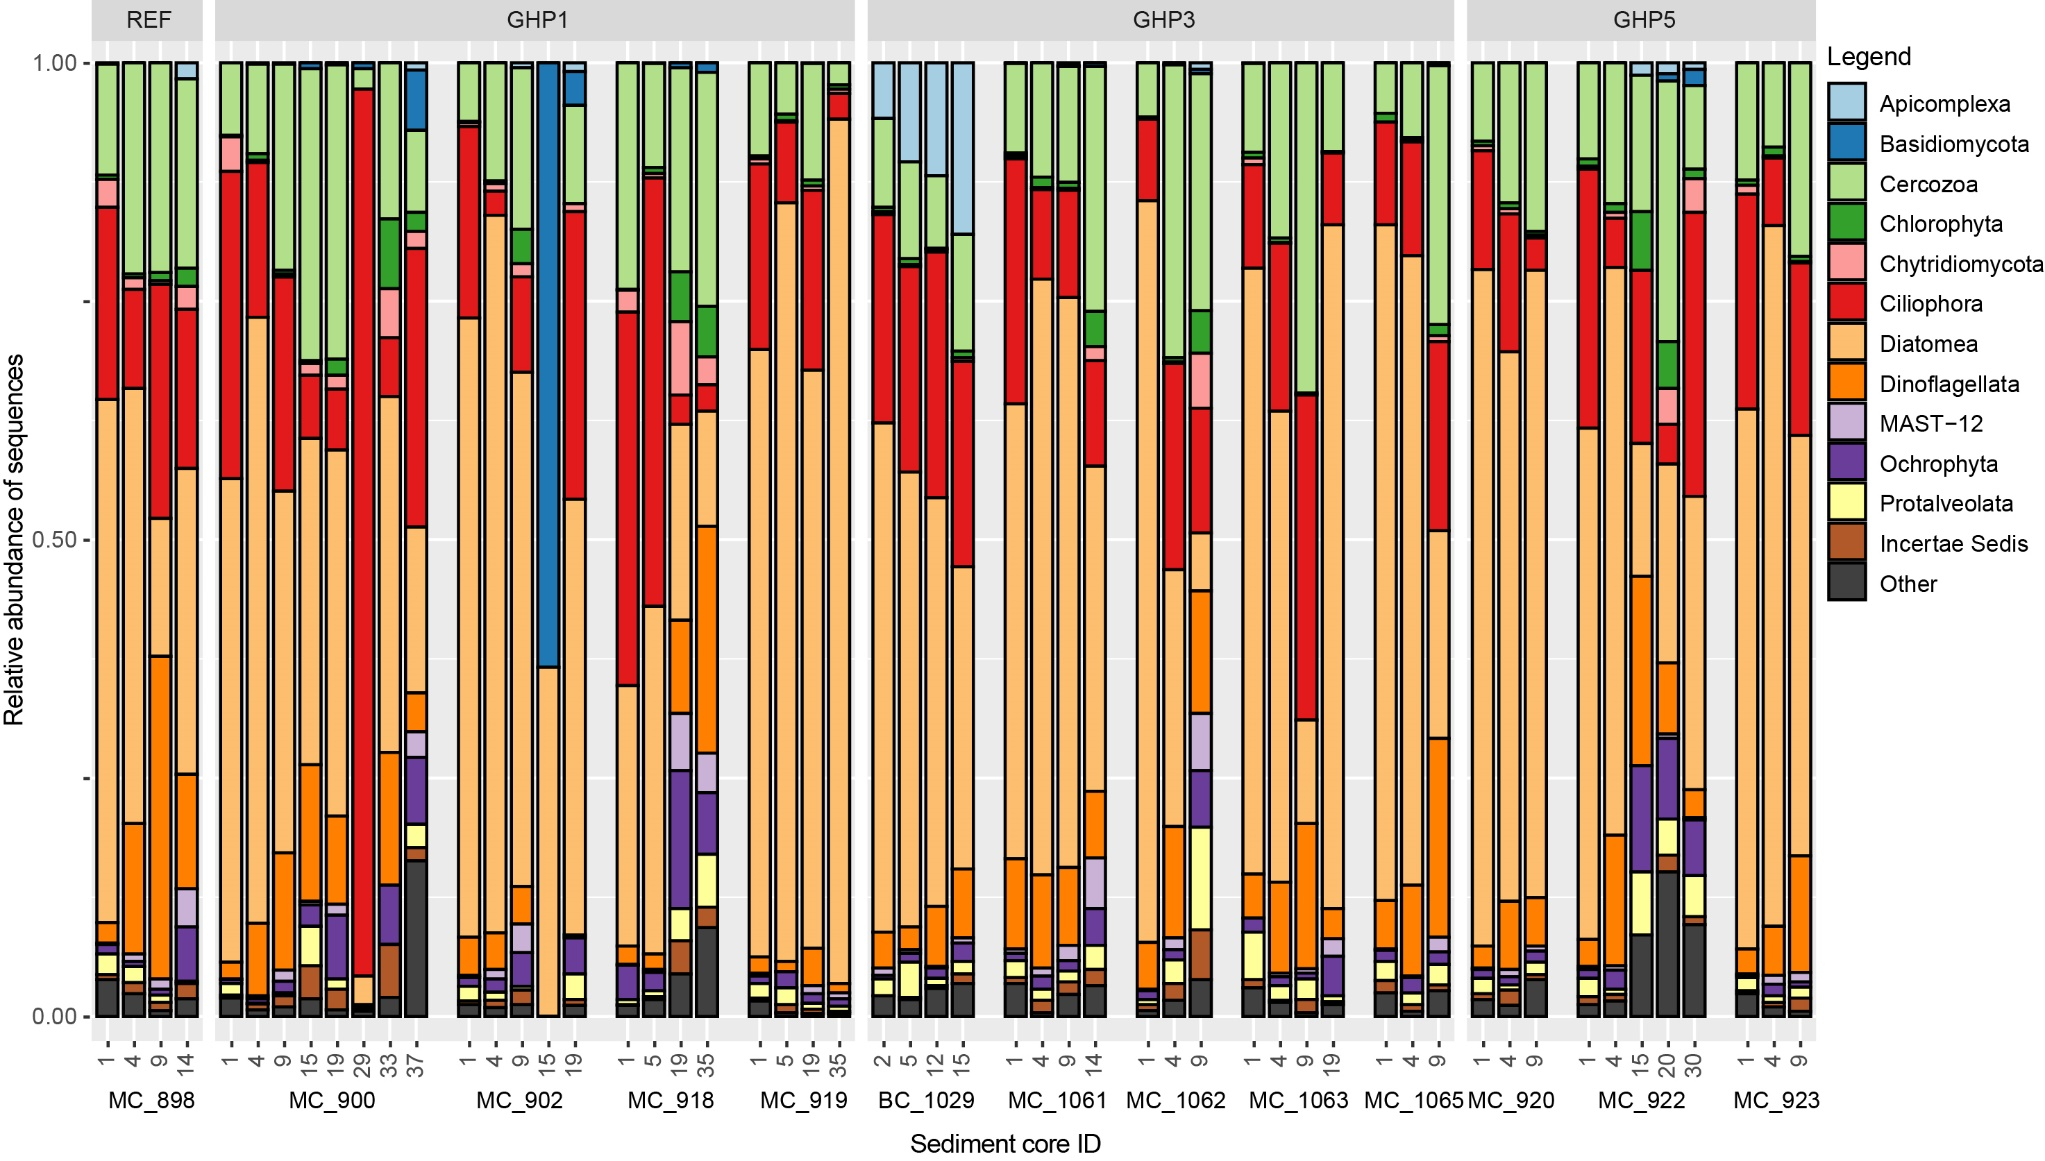 REF GHP1 GHP3 GHP5
Legend
Apicomplexa
Basidiomycota
Cercozoa
Chlorophyta
Chytridiomycota
Ciliophora
Diatomea
Dinoflagellata
MAST−12
Ochrophyta
Protalveolata
Incertae Sedis
Other
Relative abundance of sequences
1.00
0.50
0.00
1 4 9 14 1 4 9 15 19 29 33 37 1 4 9 15 19 1 5 19 35 1 5 19 35 2 5 12 15 1 4 9 14 1 4 9 1 4 9 19 1 4 9 1 4 9 1 4 15 20 30 1 4 9
MC_898 MC_900 MC_902 MC_918 MC_919 BC_1029 MC_1061 MC_1062 MC_1063 MC_1065 MC_920 MC_922 MC_923
Sediment core ID